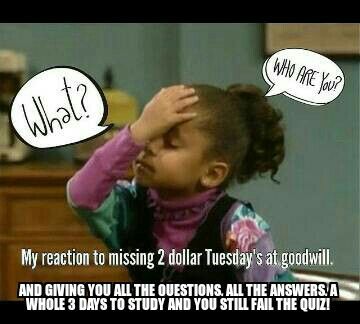 What?
WHO ARE YOU?
My reaction to missing 2 dollar Tuesday's at goodwill.
AND GIVING YOU ALL THE QUESTIONS. ALL THE ANSWERS. A
WHOLE 3 DAYS TO STUDY AND YOU STILL FAIL THE QUIZ!